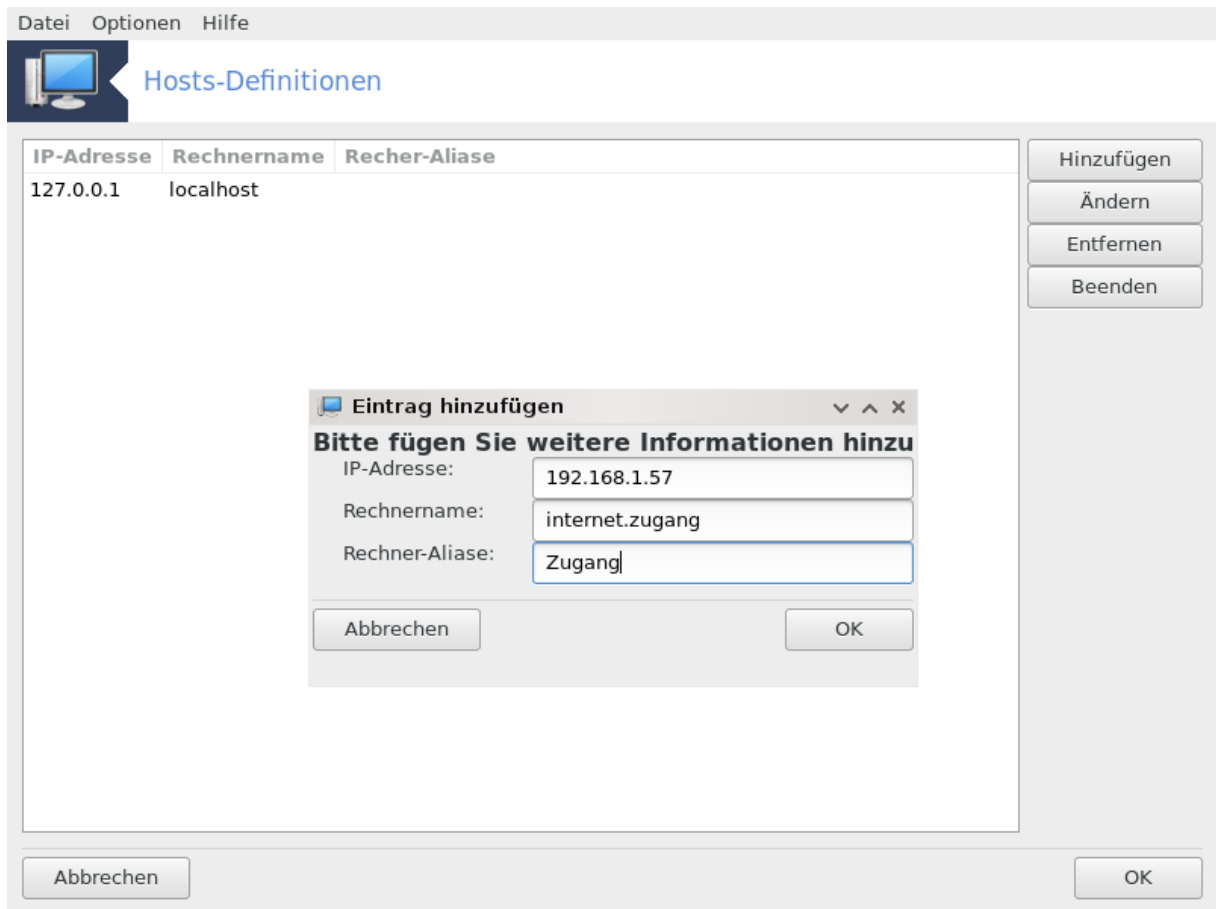 Datei Optionen Hilfe
Hosts-Definitionen
IP-Adresse Rechnername Recher-Aliase
127.0.0.1 localhost
Hinzufügen
Ändern
Entfernen
Beenden
Eintrag hinzufügen
Bitte fügen Sie weitere Informationen hinzu
IP-Adresse: 192.168.1.57
Rechnername: internet.zugang
Rechner-Aliase: Zugang
Abbrechen OK
Abbrechen OK